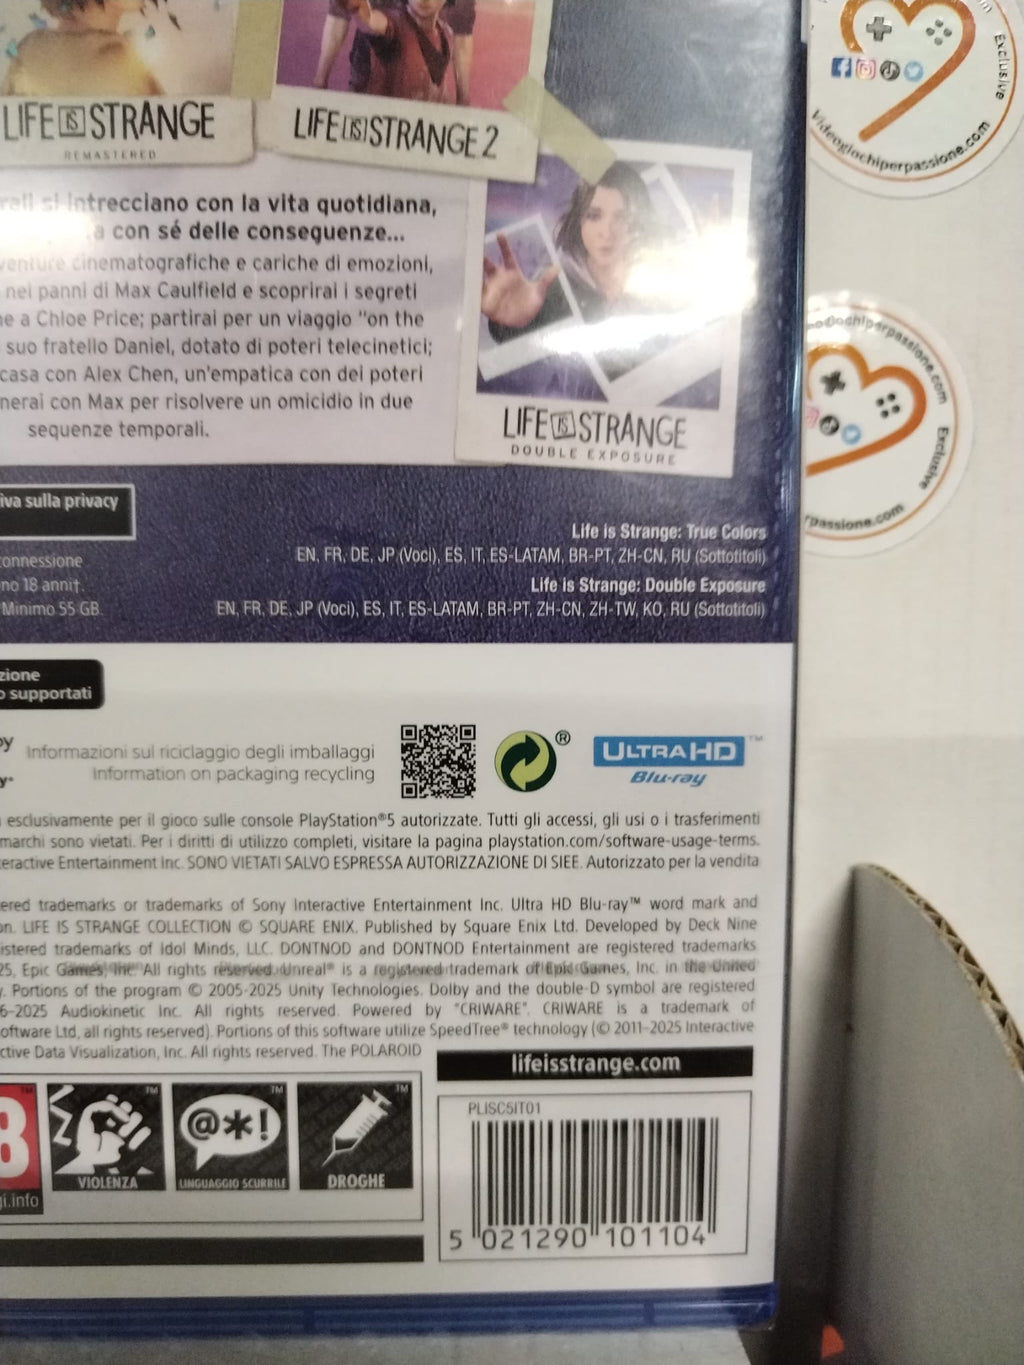 LIFE IS STRANGE
REMASTERED
LIFE IS STRANGE 2
si intrecciano con la vita quotidiana,
con sé delle conseguenze...
cinematografiche e cariche di emozioni,
nei panni di Max Caulfield e scoprirai i segreti
a Chloe Price; partirai per un viaggio "on the
suo fratello Daniel, dotato di poteri telecinetici;
casa con Alex Chen, un'empatica con dei poteri
con Max per risolvere un omicidio in due
sequenze temporali.
LIFE IS STRANGE
DOUBLE EXPOSURE
Exclusive
Videogiochiperpassione.com
Exclusive
sulla privacy
18 anni†.
Minimo 55 GB.
Life is Strange: True Colors
EN, FR, DE, JP (Voci), ES, IT, ES-LATAM, BR-PT, ZH-CN, RU (Sottotitoli)
Life is Strange: Double Exposure
EN, FR, DE, JP (Voci), ES, IT, ES-LATAM, BR-PT, ZH-CN, ZH-TW, KO, RU (Sottotitoli)
supportati
Informazioni sul riciclaggio degli imballaggi
Information on packaging recycling
®
ULTRA HD™
Blu-ray
esclusivamente per il gioco sulle console PlayStation®5 autorizzate. Tutti gli accessi, gli usi o i trasferimenti
marchi sono vietati. Per i diritti di utilizzo completi, visitare la pagina playstation.com/software-usage-terms.
Entertainment Inc. SONO VIETATI SALVO ESPRESSA AUTORIZZAZIONE DI SIEE. Autorizzato per la vendita
trademarks or trademarks of Sony Interactive Entertainment Inc. Ultra HD Blu-ray™ word mark and
LIFE IS STRANGE COLLECTION © SQUARE ENIX. Published by Square Enix Ltd. Developed by Deck Nine
trademarks of Idol Minds, LLC. DONTNOD and DONTNOD Entertainment are registered trademarks
Epic Games, Inc. All rights reserved. Unreal® is a registered trademark of Epic Games, Inc. in the United
Portions of the program © 2005-2025 Unity Technologies. Dolby and the double-D symbol are registered
Audiokinetic Inc. All rights reserved. Powered by "CRIWARE". CRIWARE is a trademark of
Ltd, all rights reserved). Portions of this software utilize SpeedTree® technology (© 2011-2025 Interactive
Data Visualization, Inc. All rights reserved. The POLAROID
lifeisstrange.com
VIOLENZA
LINGUAGGIO SCURRILE
DROGHE
@*!
PLISC5IT01
5 021290 101104